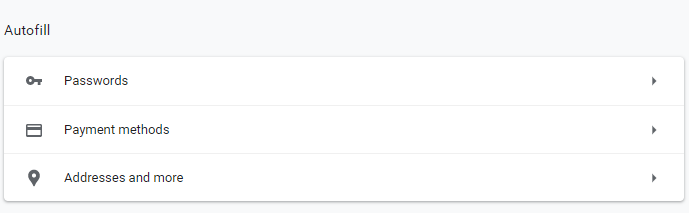 Autofill
Passwords
Payment methods
Addresses and more